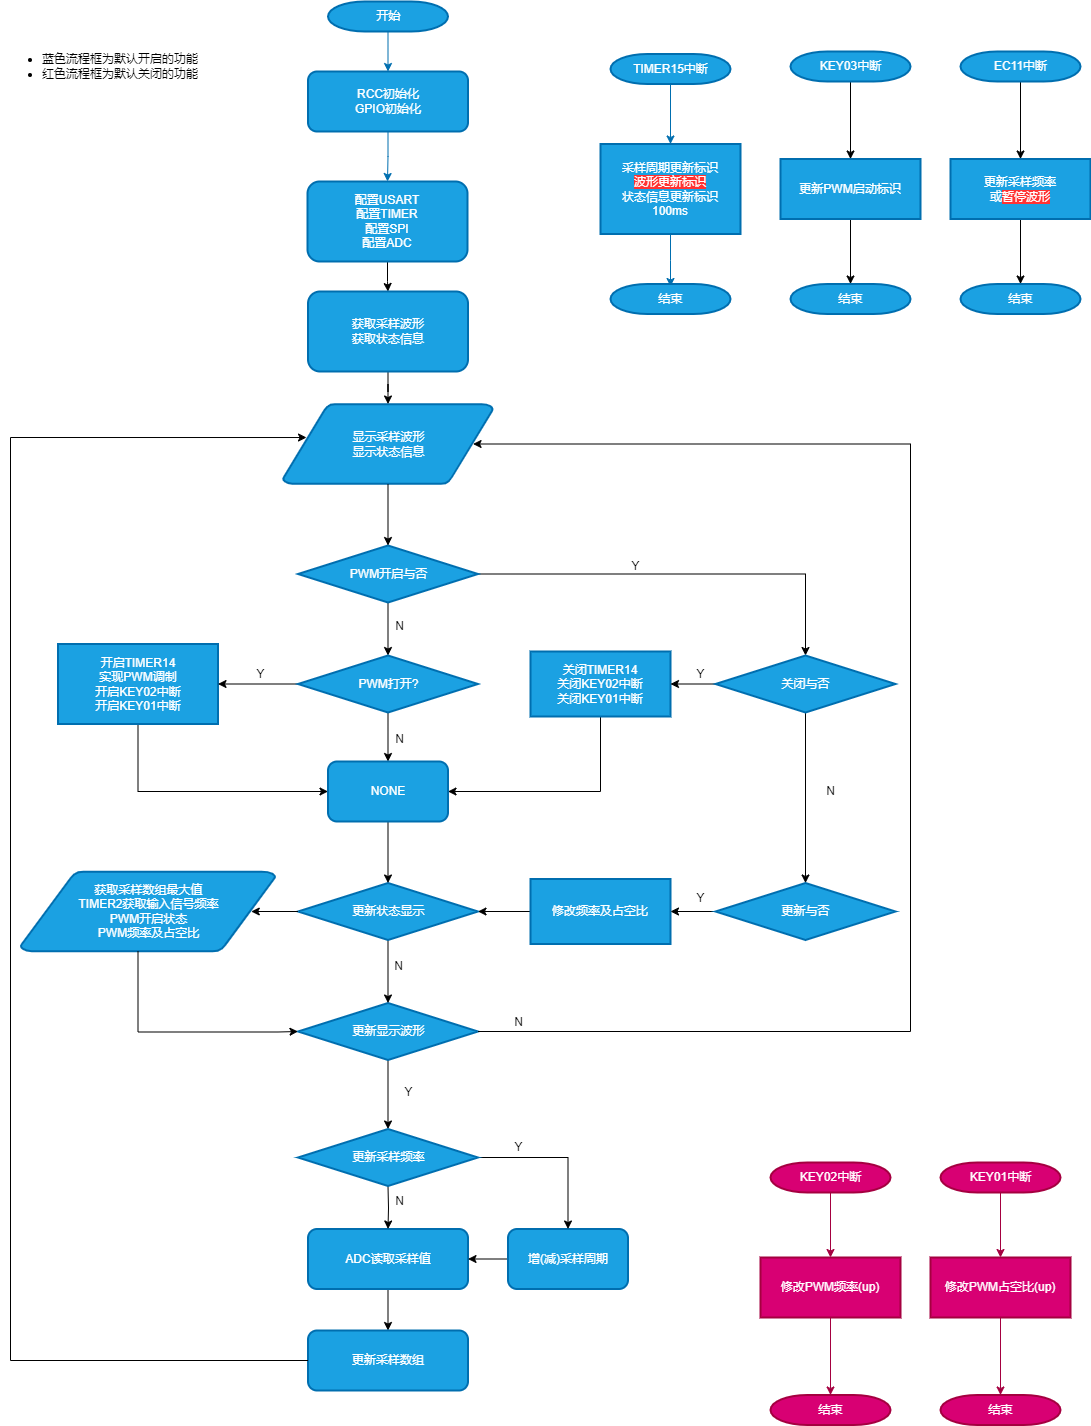 开始
蓝色流程框为默认开启的功能
红色流程框为默认关闭的功能
RCC初始化
GPIO初始化
配置USART
配置TIMER
配置SPI
配置ADC
获取采样波形
获取状态信息
TIMER15中断
采样周期更新标识
波形更新标识
状态信息更新标识
100ms
结束
KEY03中断
更新PWM启动标识
结束
EC11中断
更新采样频率
或暂停波形
结束
显示采样波形
显示状态信息
PWM开启与否
Y
N
开启TIMER14
实现PWM调制
开启KEY02中断
开启KEY01中断
Y
PWM打开?
N
关闭TIMER14
关闭KEY02中断
关闭KEY01中断
Y
关闭与否
N
NONE
获取采样数组最大值
TIMER2获取输入信号频率
PWM开启状态
PWM频率及占空比
更新状态显示
N
修改频率及占空比
Y
更新与否
更新显示波形
N
Y
更新采样频率
Y
N
ADC读取采样值
增(减)采样周期
更新采样数组
KEY02中断
修改PWM频率(up)
结束
KEY01中断
修改PWM占空比(up)
结束